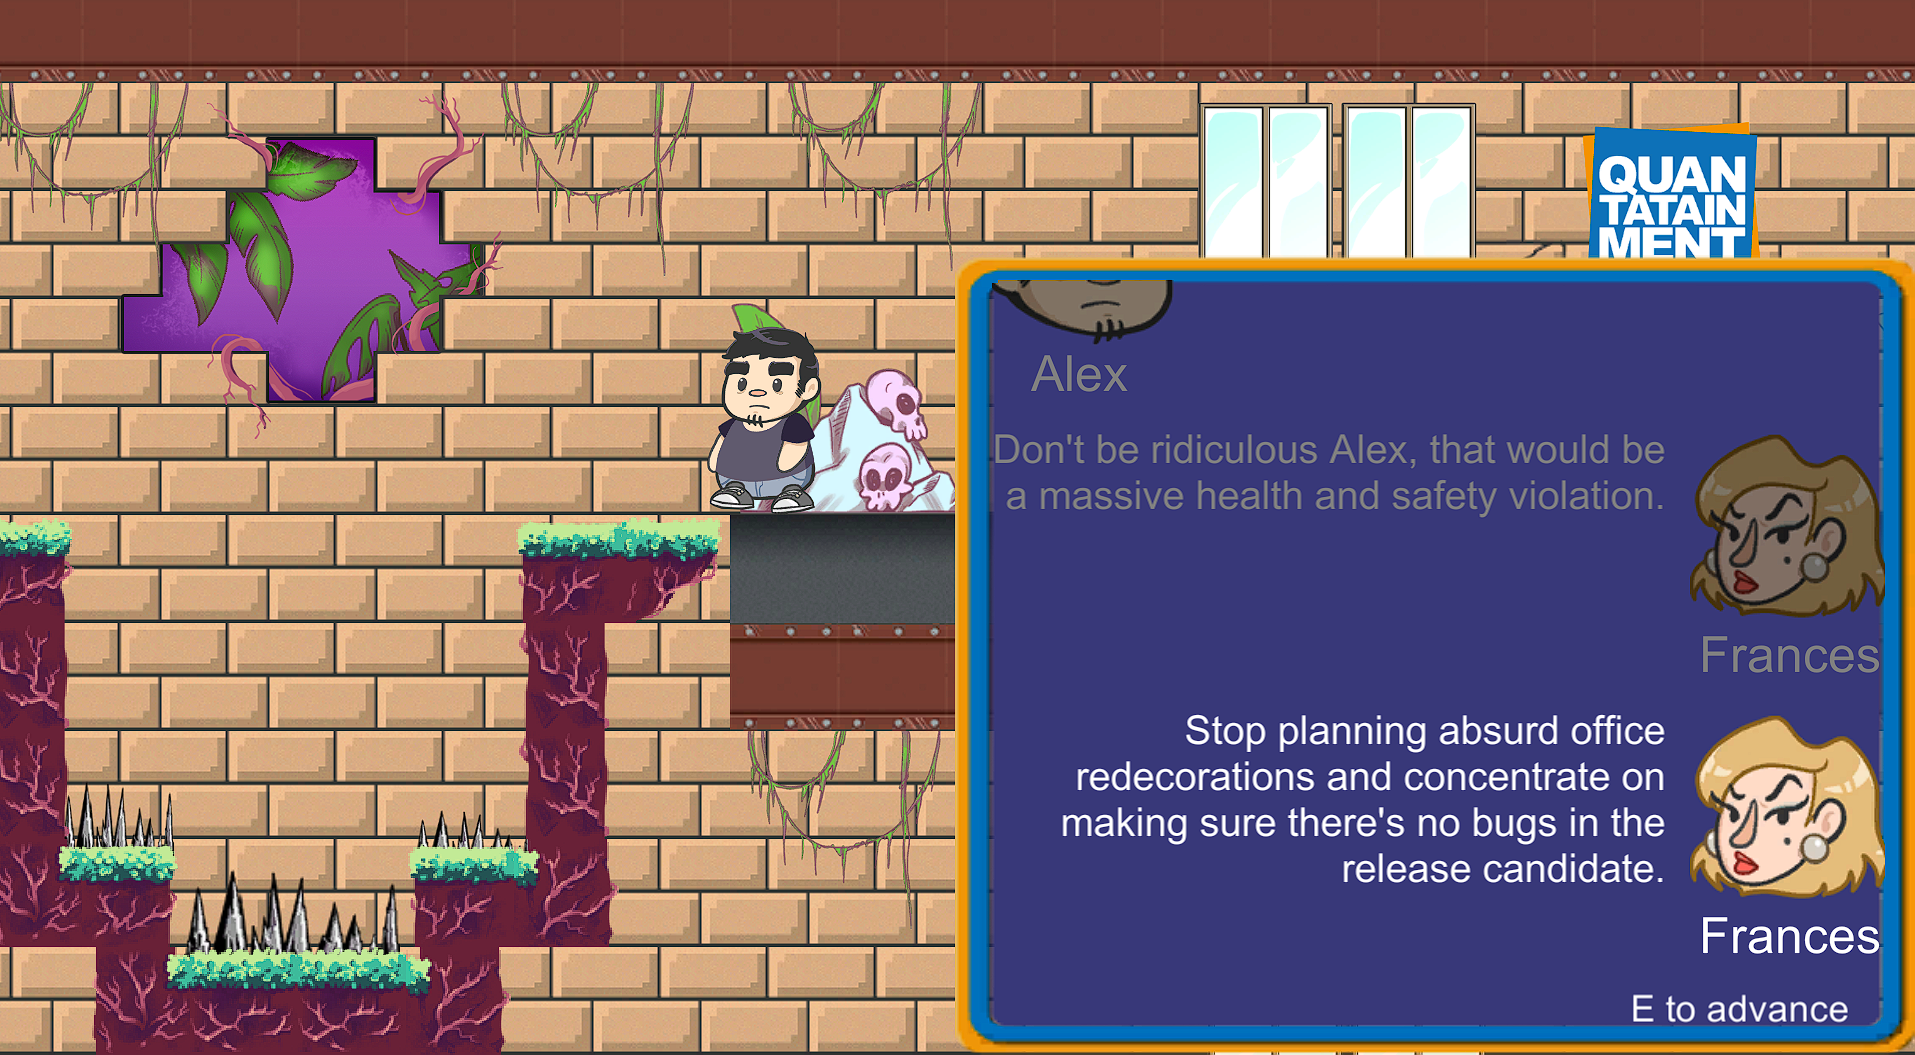 QUAN
TATAIN
MENT
Alex
Don't be ridiculous Alex, that would be
a massive health and safety violation.
Frances
Stop planning absurd office
redecorations and concentrate on
making sure there's no bugs in the
release candidate.
Frances
E to advance